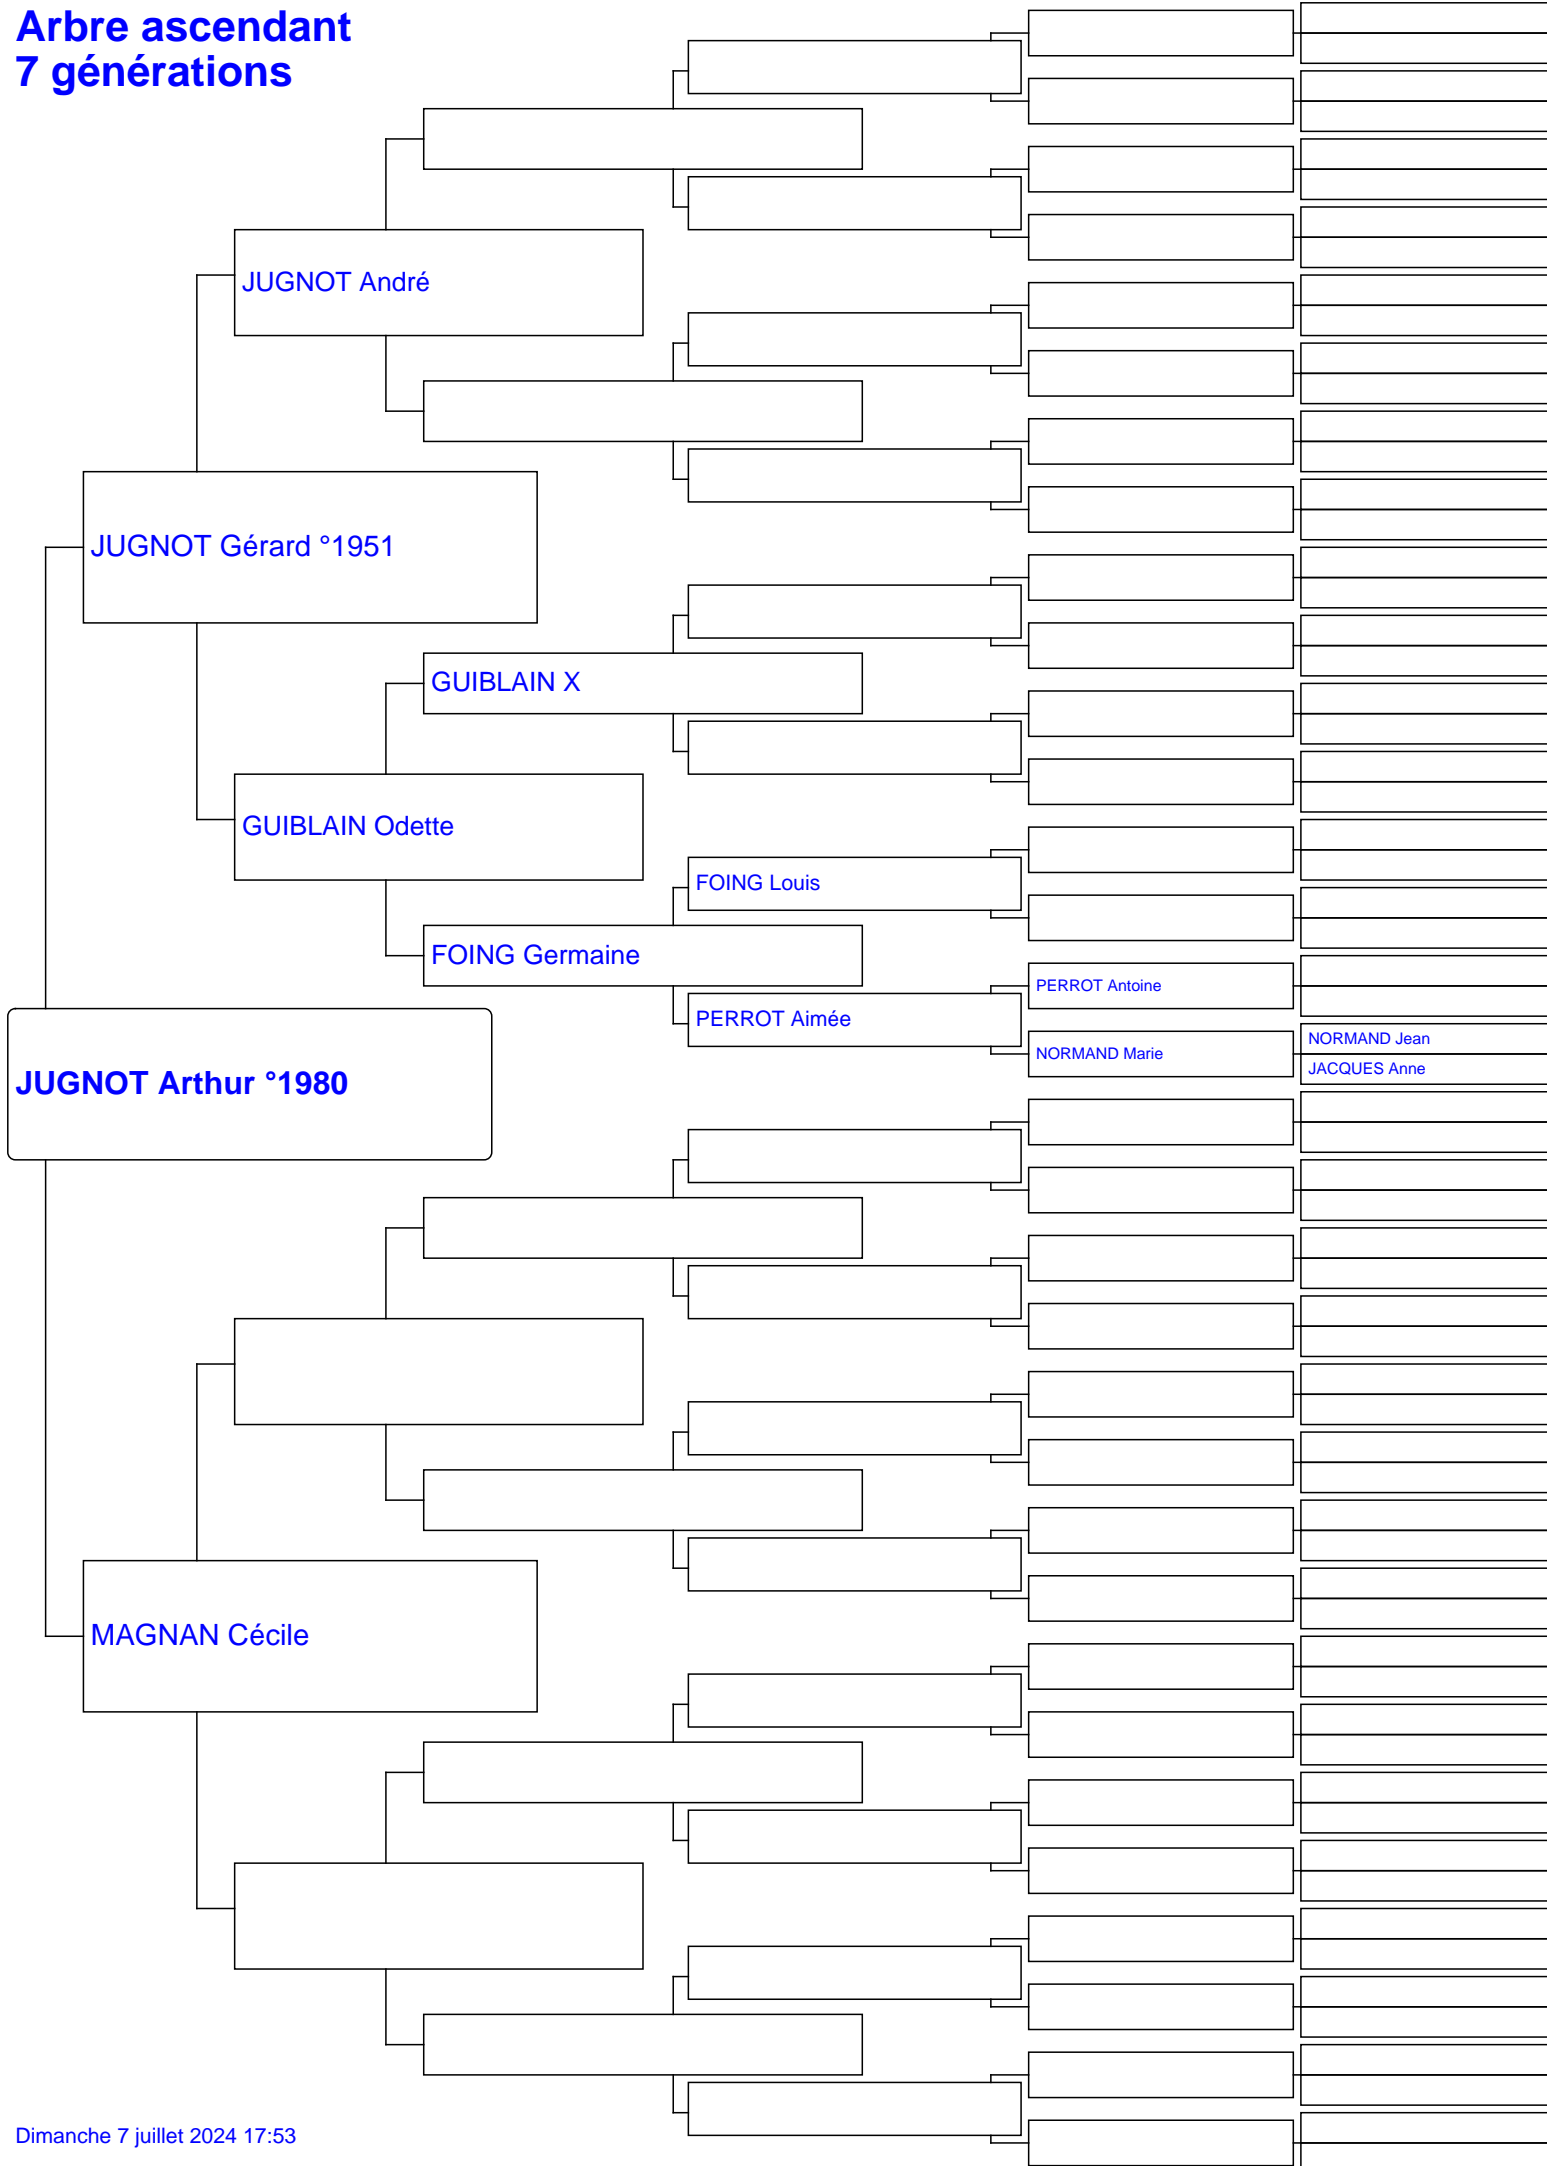 Arbre ascendant
7 générations
JUGNOT André
JUGNOT Gérard °1951
GUIBLAIN X
GUIBLAIN Odette
FOING Louis
FOING Germaine
PERROT Antoine
PERROT Aimée
NORMAND Jean
NORMAND Marie
JACQUES Anne
JUGNOT Arthur °1980
MAGNAN Cécile
Dimanche 7 juillet 2024 17:53